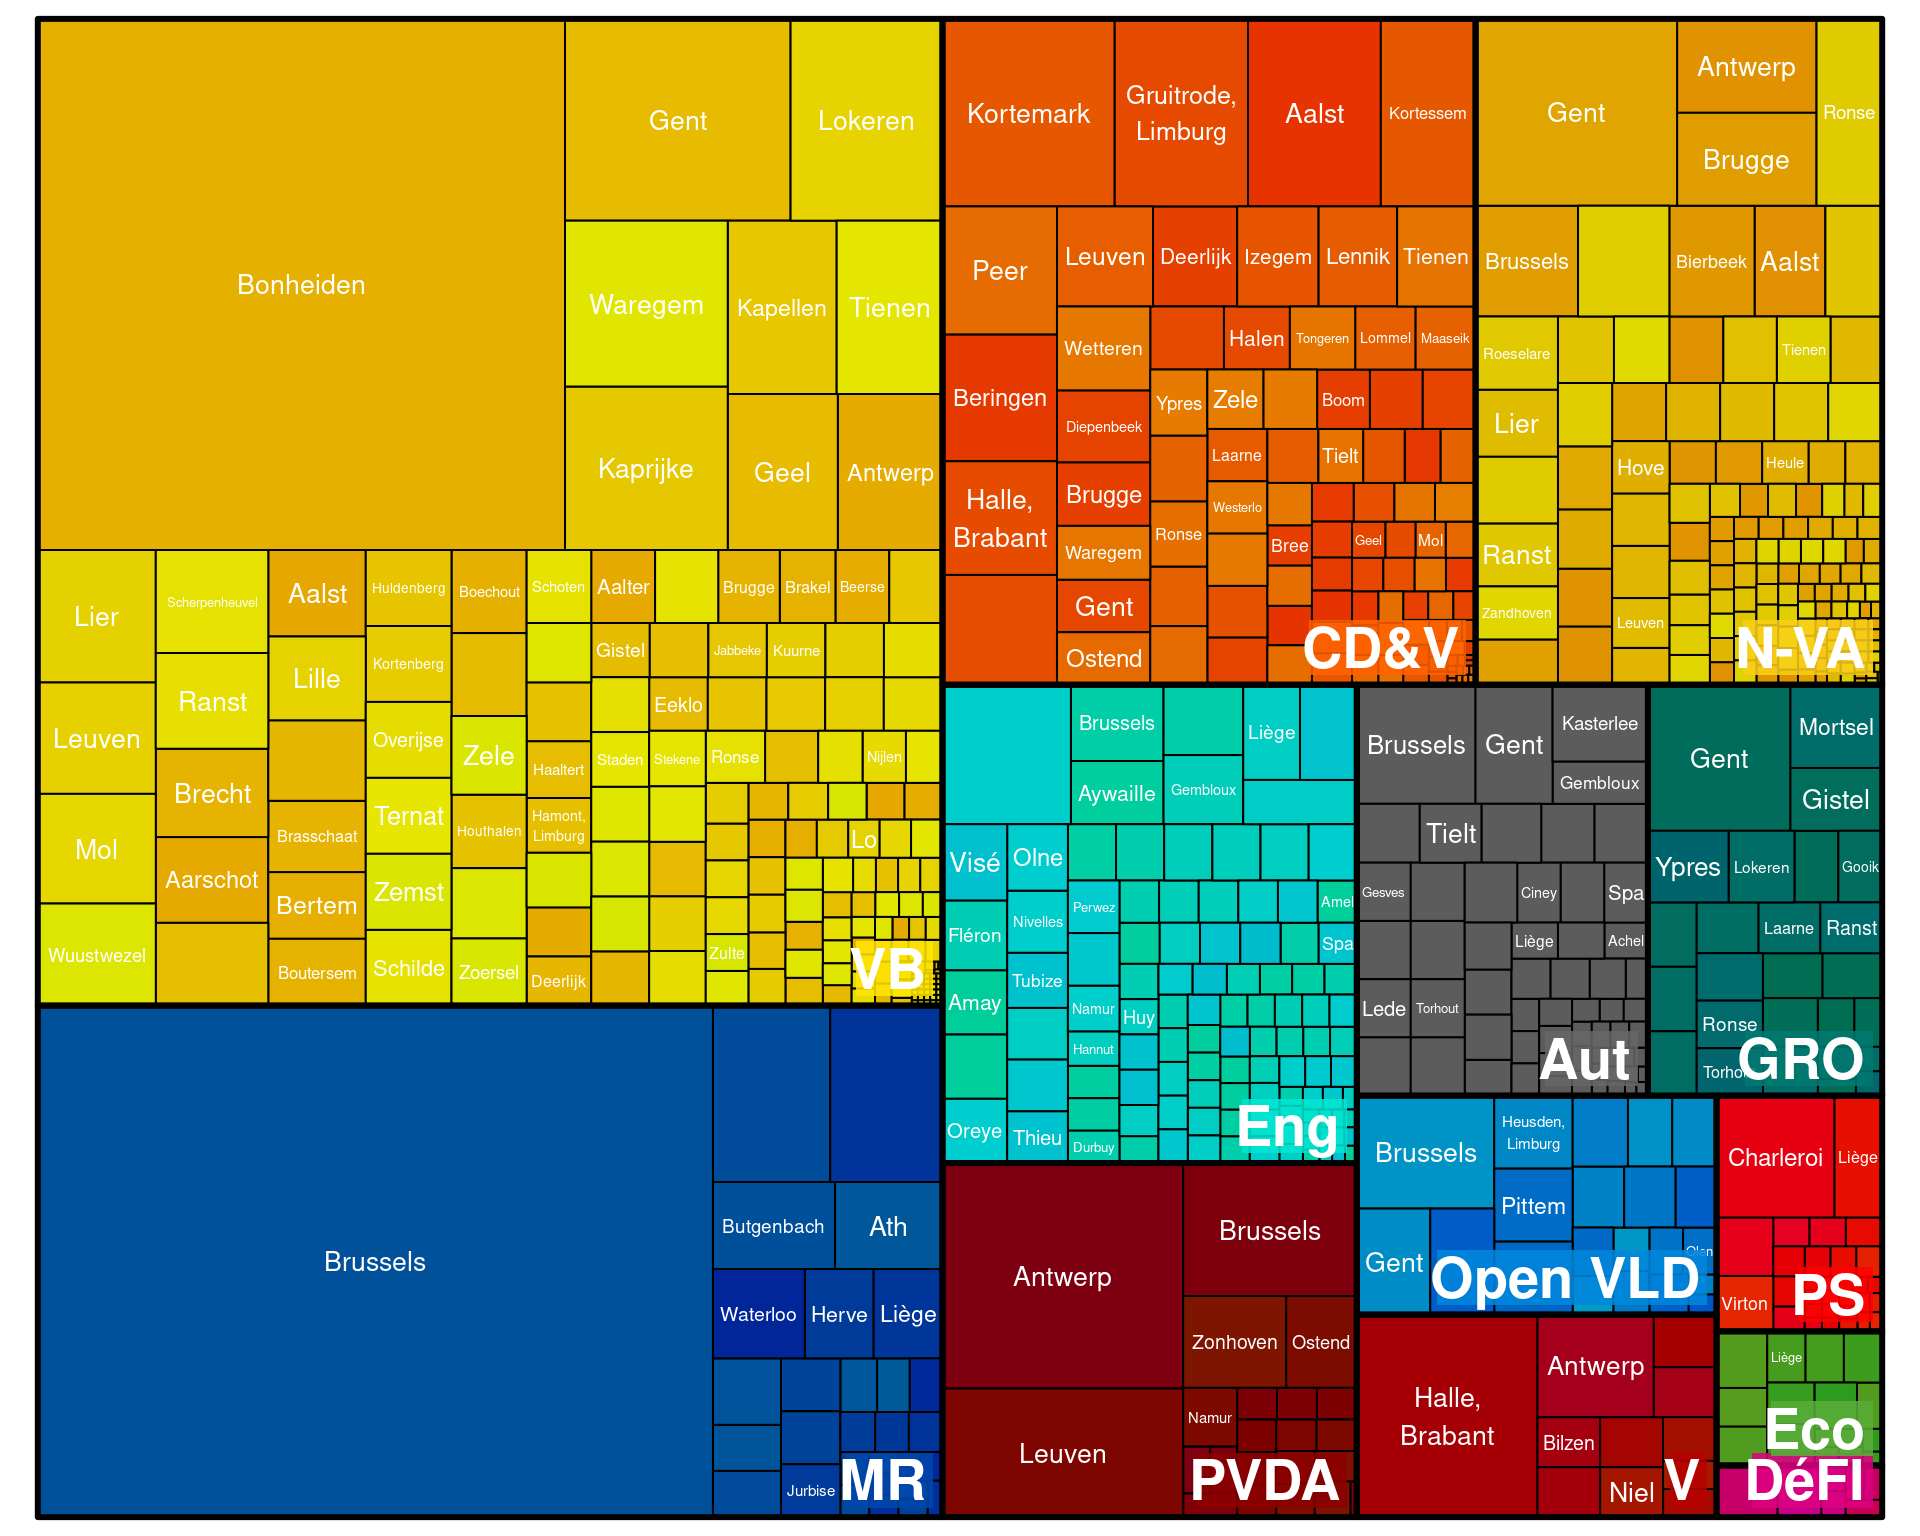 Bonheiden
Gent
Lokeren
Waregem
Kapellen
Tienen
Kaprijke
Geel
Antwerp
Lier
Leuven
Mol
Wuustwezel
Scherpenheuvel
Ranst
Brecht
Aarschot
Aalst
Lille
Brasschaat
Bertem
Boutersem
Huldenberg
Kortenberg
Overijse
Ternat
Zemst
Schilde
Boechout
Zele
Houthalen
Zoersel
Schoten
Haaltert
Hamont,
Limburg
Deerlijk
Aalter
Brugge
Brakel
Beerse
Gistel
Jabbeke
Kuurne
Eeklo
Staden
Stekene
Ronse
Nijlen
Lo
Zulte
VB
Brussels
Butgenbach
Ath
Waterloo
Herve
Liège
Jurbise
MR
Kortemark
Gruitrode,
Limburg
Aalst
Kortessem
Peer
Beringen
Halle,
Brabant
Leuven
Deerlijk
Izegem
Lennik
Tienen
Wetteren
Diepenbeek
Brugge
Waregem
Gent
Ostend
Halen
Tongeren
Lommel
Maaseik
Ypres
Zele
Boom
Laarne
Tielt
Westerlo
Ronse
Bree
Geel
Mol
CD&V
Gent
Antwerp
Brugge
Ronse
Brussels
Bierbeek
Aalst
Roeselare
Tienen
Lier
Ranst
Zandhoven
Hove
Heule
Leuven
N-VA
Brussels
Liège
Aywaille
Gembloux
Visé
Olne
Fléron
Nivelles
Perwez
Amel
Spa
Amay
Tubize
Namur
Huy
Hannut
Oreye
Thieu
Durbuy
Eng
Brussels
Gent
Kasterlee
Gembloux
Tielt
Gesves
Ciney
Spa
Liège
Achel
Lede
Torhout
Aut
Gent
Mortsel
Gistel
Ypres
Lokeren
Gooik
Laarne
Ranst
Ronse
GRO
Antwerp
Brussels
Zonhoven
Ostend
Leuven
Namur
PVDA
Brussels
Heusden,
Limburg
Pittem
Gent
Open VLD
Charleroi
Liège
Virton
PS
Halle,
Brabant
Antwerp
Bilzen
Niel
V
Liège
Eco
DéFI